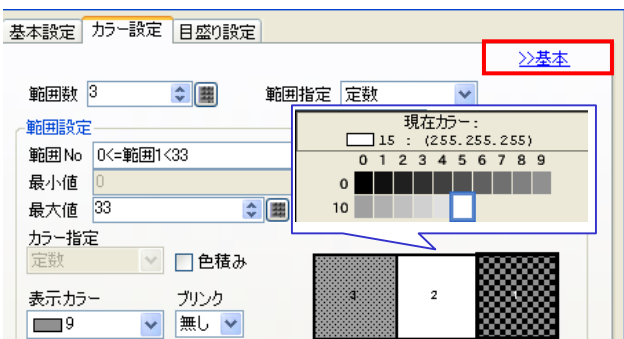 基本設定 カラー設定 目盛り設定
>>基本
範囲数 3 範囲指定 定数
範囲設定
範囲No 0<=範囲1<33
最小値 0
最大値 33
現在カラー:
15 : (255.255.255)
0 1 2 3 4 5 6 7 8 9
0
10
カラー指定
定数 色積み
表示カラー ブリンク
9 無し
3 2 1